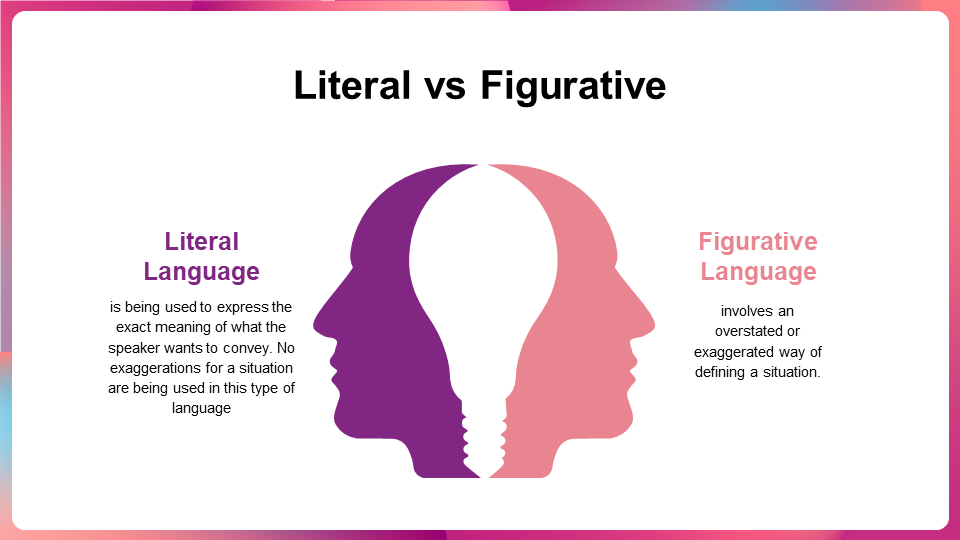 Literal vs Figurative
Literal
Language
is being used to express the
exact meaning of what the
speaker wants to convey. No
exaggerations for a situation
are being used in this type of
language
Figurative
Language
involves an
overstated or
exaggerated way of
defining a situation.